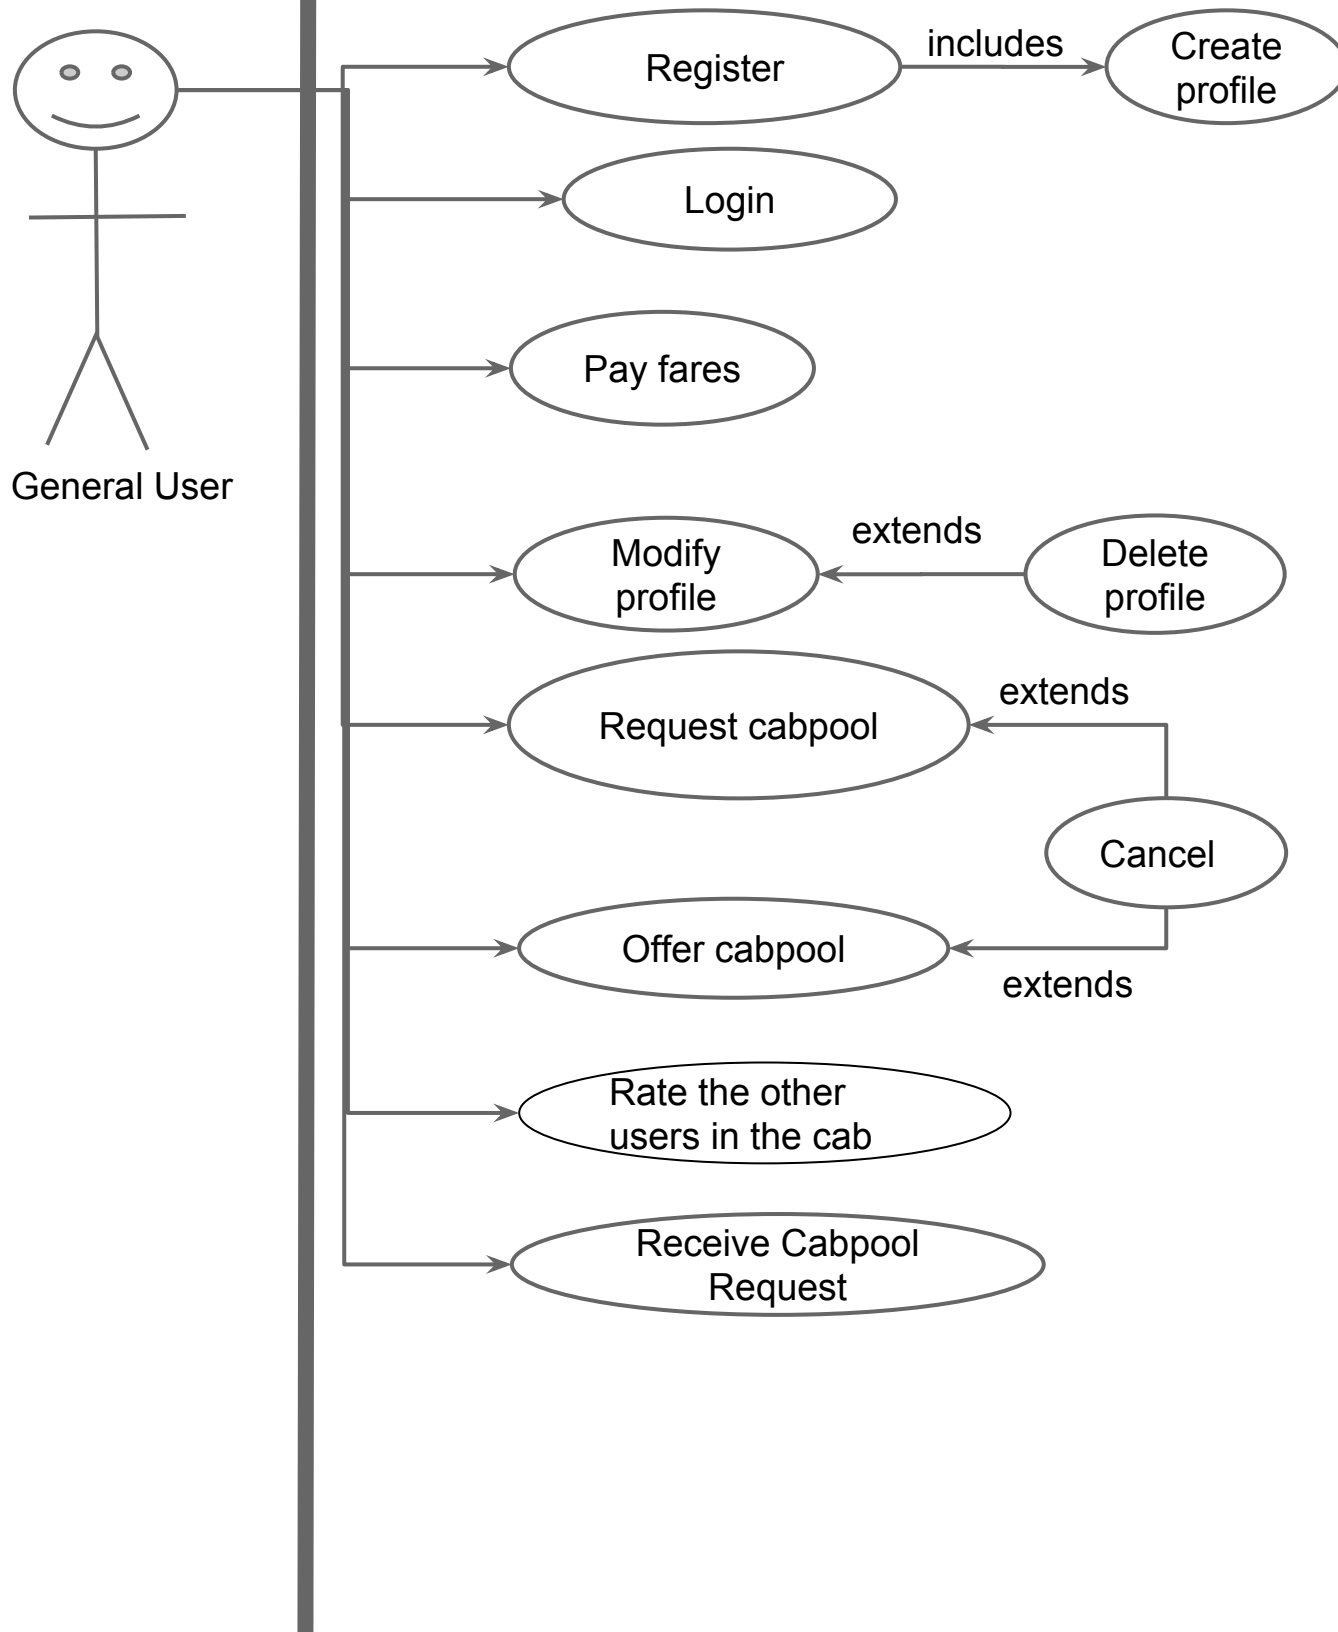 Register
includes
Create
profile
Login
Pay fares
General User
Modify
profile
extends
Delete
profile
Request cabpool
extends
Cancel
Offer cabpool
extends
Rate the other
users in the cab
Receive Cabpool
Request